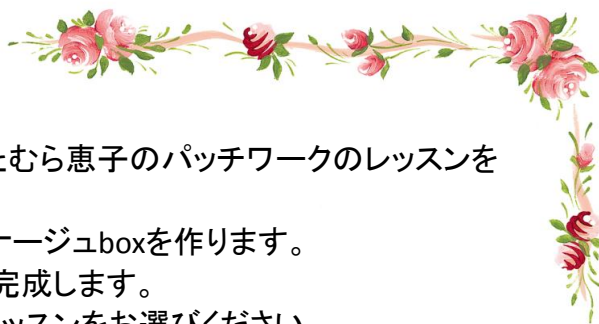 むら恵子のパッチワークのレッスンを
ージュboxを作ります。
完成します。
ッスンをお選びください